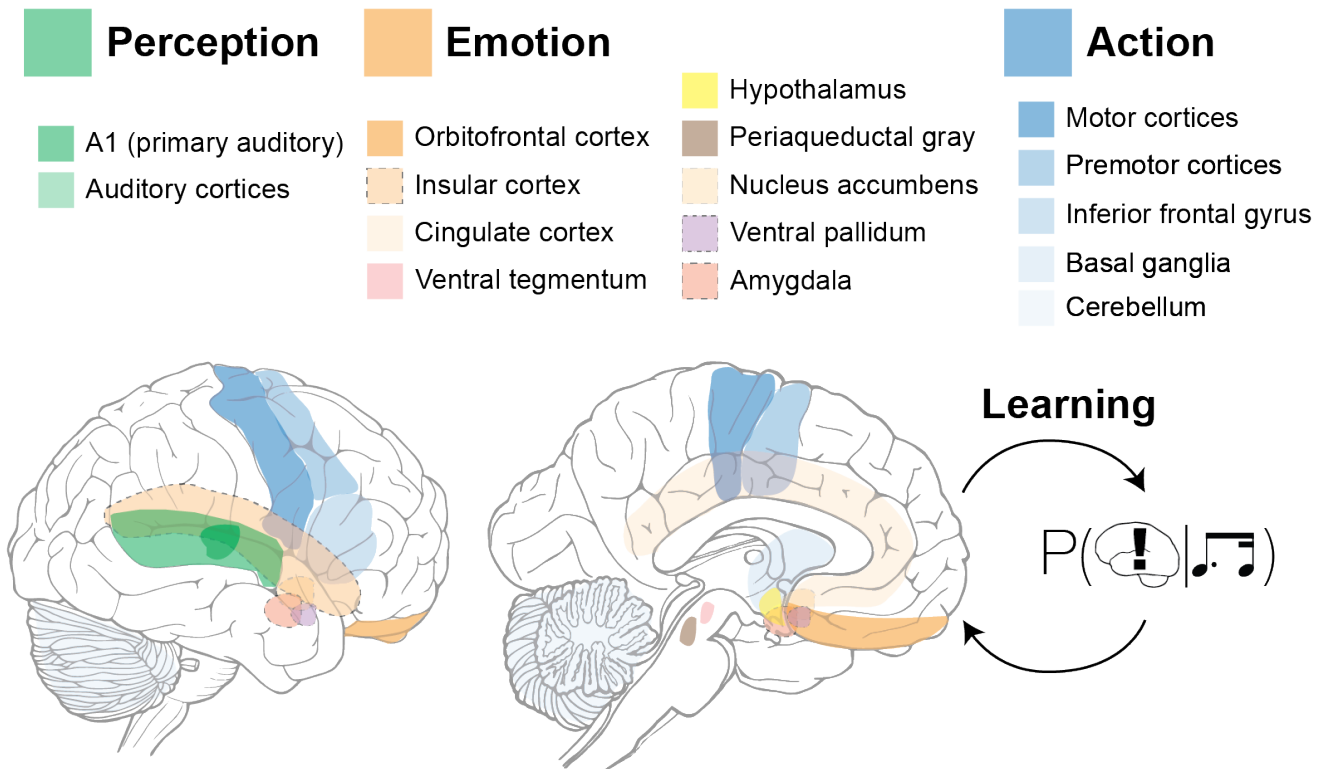 Perception
A1 (primary auditory)
Auditory cortices
Emotion
Orbitofrontal cortex
Insular cortex
Cingulate cortex
Ventral tegmentum
Hypothalamus
Periaqueductal gray
Nucleus accumbens
Ventral pallidum
Amygdala
Action
Motor cortices
Premotor cortices
Inferior frontal gyrus
Basal ganglia
Cerebellum
Learning
P(!|♫)